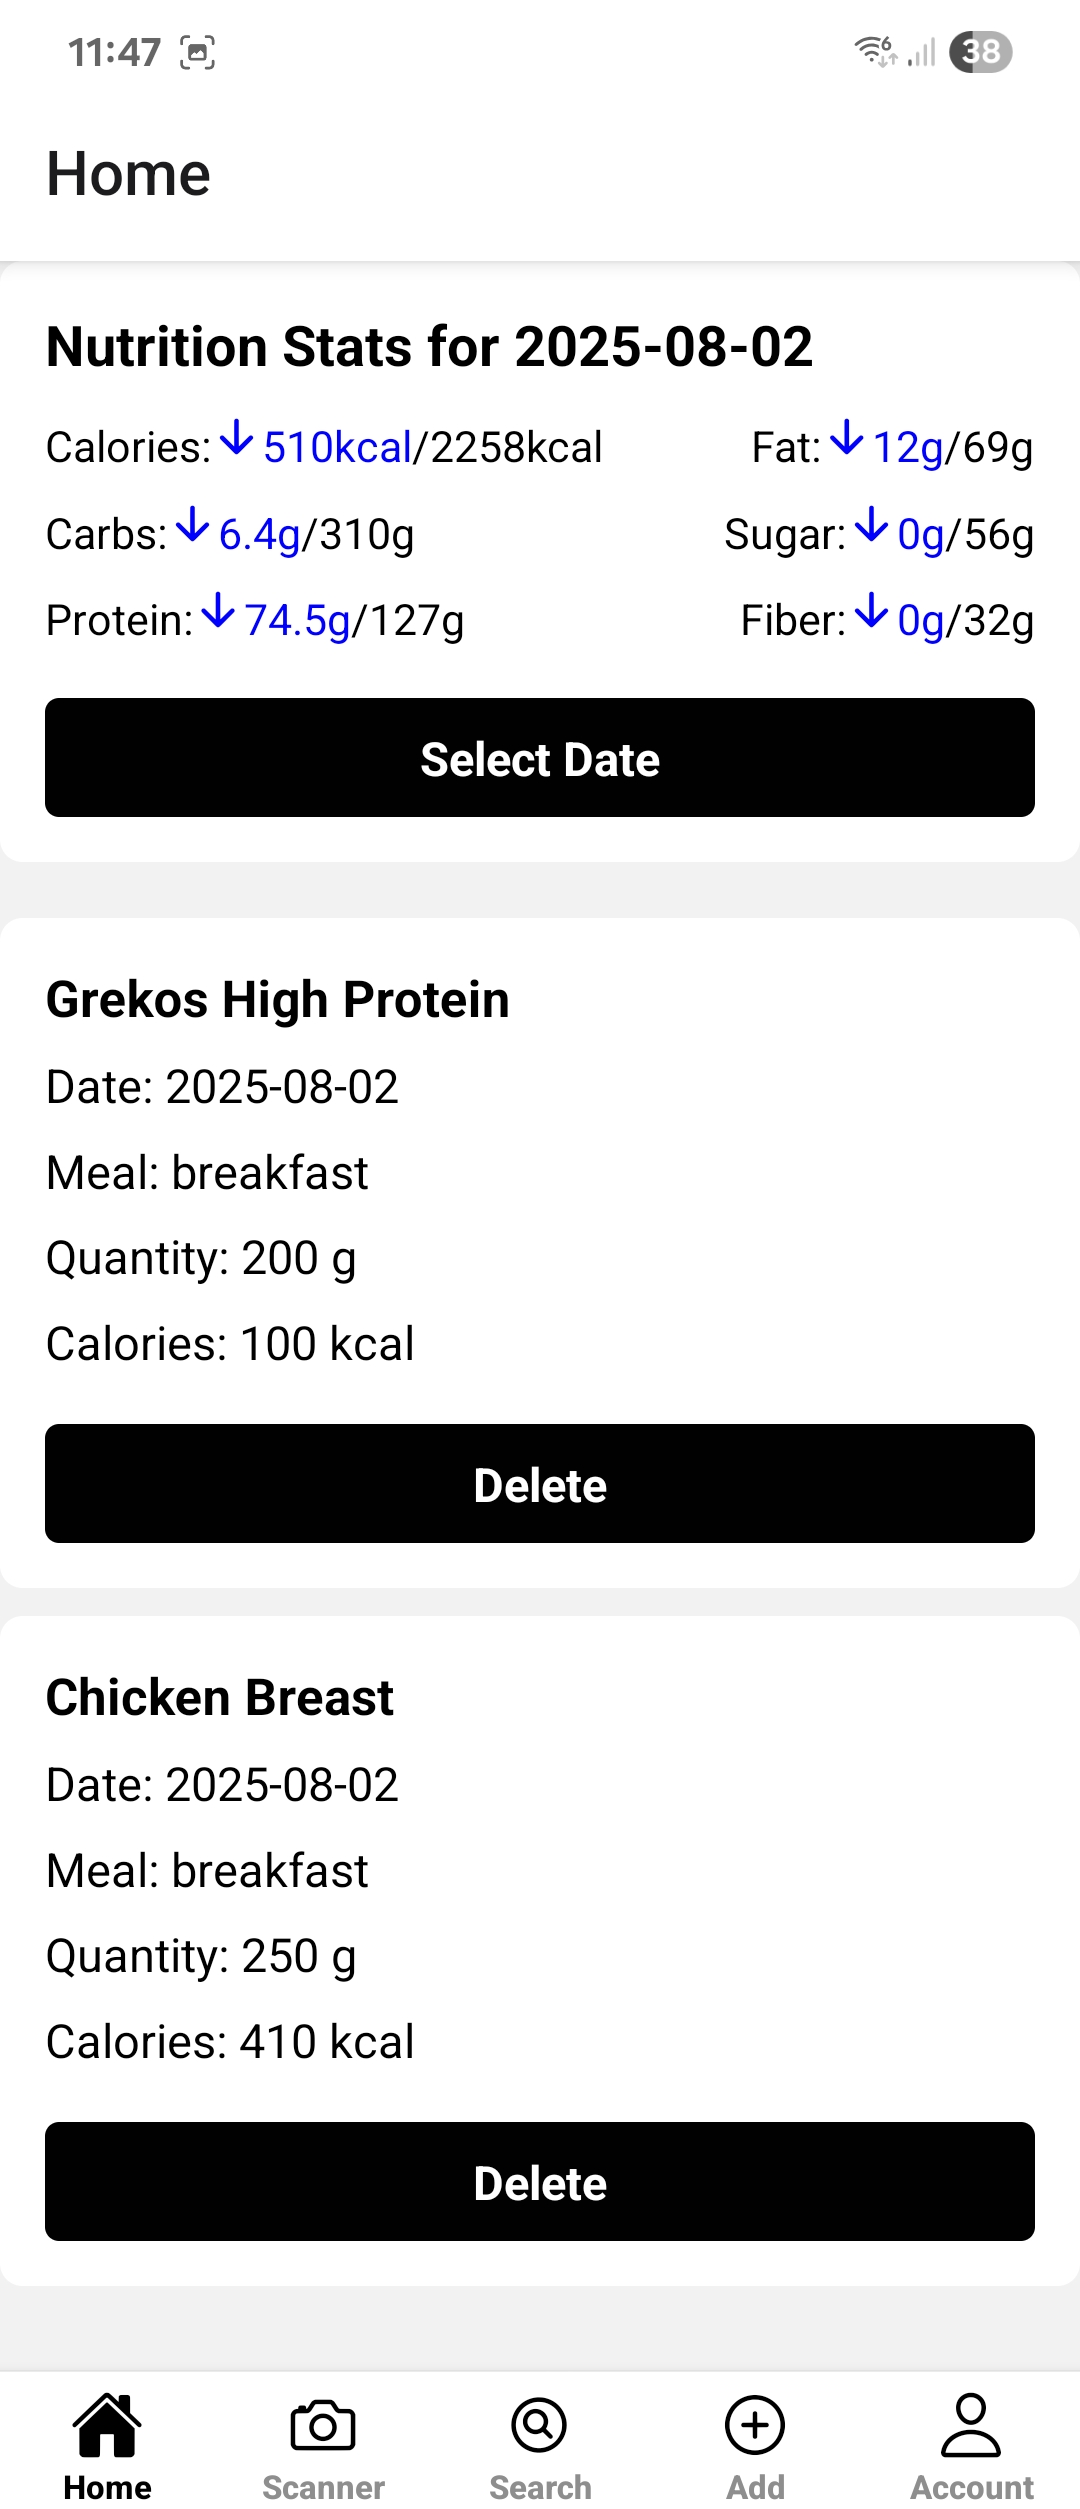 11:47 6 38
Home
Nutrition Stats for 2025-08-02
Calories: ↓ 510kcal/2258kcal Fat: ↓ 12g/69g
Carbs: ↓ 6.4g/310g Sugar: ↓ 0g/56g
Protein: ↓ 74.5g/127g Fiber: ↓ 0g/32g
Select Date
Grekos High Protein
Date: 2025-08-02
Meal: breakfast
Quantity: 200 g
Calories: 100 kcal
Delete
Chicken Breast
Date: 2025-08-02
Meal: breakfast
Quantity: 250 g
Calories: 410 kcal
Delete
Home Scanner Search Add Account